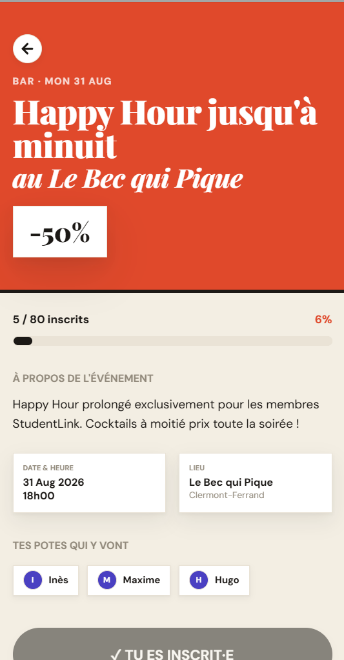 BAR · MON 31 AUG
Happy Hour jusqu'à
minuit
au Le Bec qui Pique
-50%
5 / 80 inscrits
6%
À PROPOS DE L'ÉVÉNEMENT
Happy Hour prolongé exclusivement pour les membres
StudentLink. Cocktails à moitié prix toute la soirée !
DATE & HEURE
31 Aug 2026
18h00
LIEU
Le Bec qui Pique
Clermont-Ferrand
TES POTES QUI Y VONT
I Inès
M Maxime
H Hugo
✓ TU ES INSCRIT·E